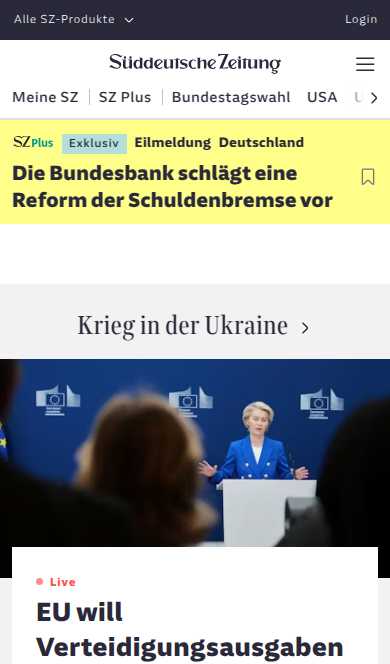 Alle SZ-Produkte
Login
Süddeutsche Zeitung
Meine SZ
SZ Plus
Bundestagswahl
USA
SZ Plus Exklusiv Eilmeldung Deutschland
Die Bundesbank schlägt eine
Reform der Schuldenbremse vor
Krieg in der Ukraine
Live
EU will
Verteidigungsausgaben